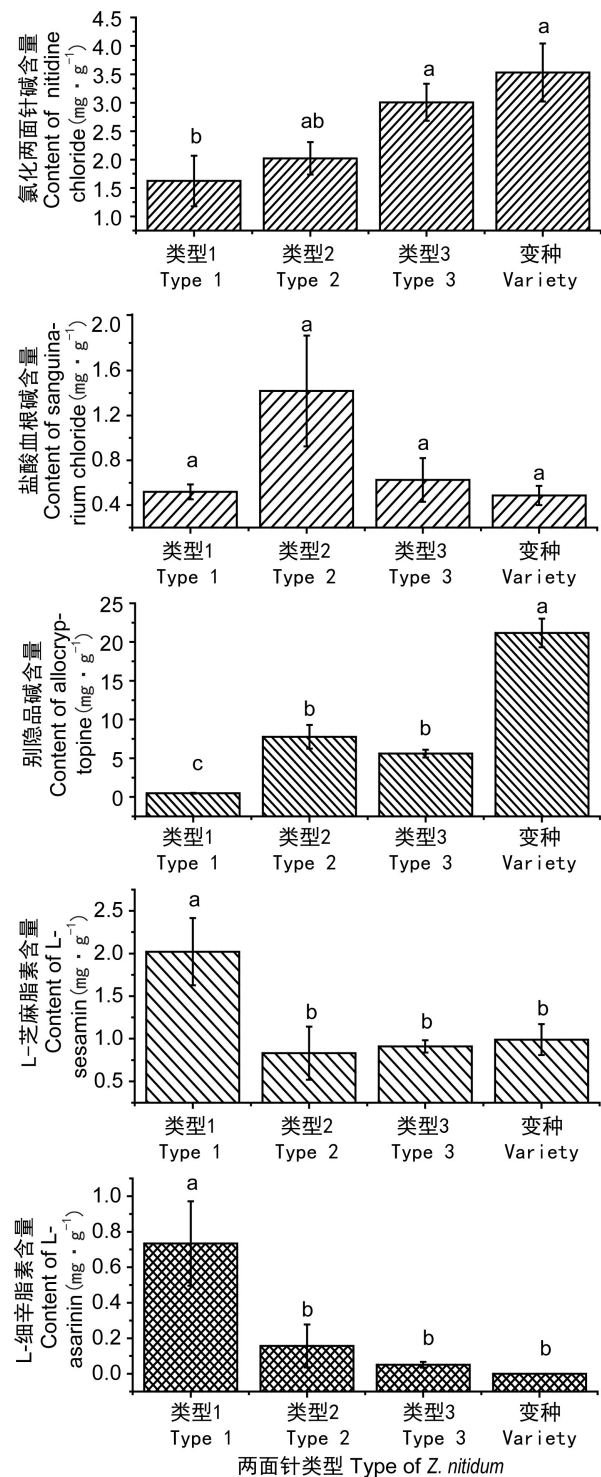 氯化两面针碱含量
Content of nitidine
chloride(mg·g⁻¹)
4.5
4.0
3.5
3.0
2.5
2.0
1.5
1.0
b
ab
a
a
类型1 类型2 类型3 变种
Type 1 Type 2 Type 3 Variety
盐酸血根碱含量
Content of sanguina-
rium chloride(mg·g⁻¹)
2.0
1.6
1.2
0.8
0.4
a
a
a
a
类型1 类型2 类型3 变种
Type 1 Type 2 Type 3 Variety
别隐品碱含量
Content of allocryp-
topine(mg·g⁻¹)
25
20
15
10
5
0
c
b
b
a
类型1 类型2 类型3 变种
Type 1 Type 2 Type 3 Variety
L-芝麻脂素含量
Content of L-
sesamin(mg·g⁻¹)
2.5
2.0
1.5
1.0
0.5
a
b
b
b
类型1 类型2 类型3 变种
Type 1 Type 2 Type 3 Variety
L-细辛脂素含量
Content of L-
asarinin(mg·g⁻¹)
1.0
0.8
0.6
0.4
0.2
0.0
a
b
b
b
类型1 类型2 类型3 变种
Type 1 Type 2 Type 3 Variety
两面针类型 Type of Z. nitidum